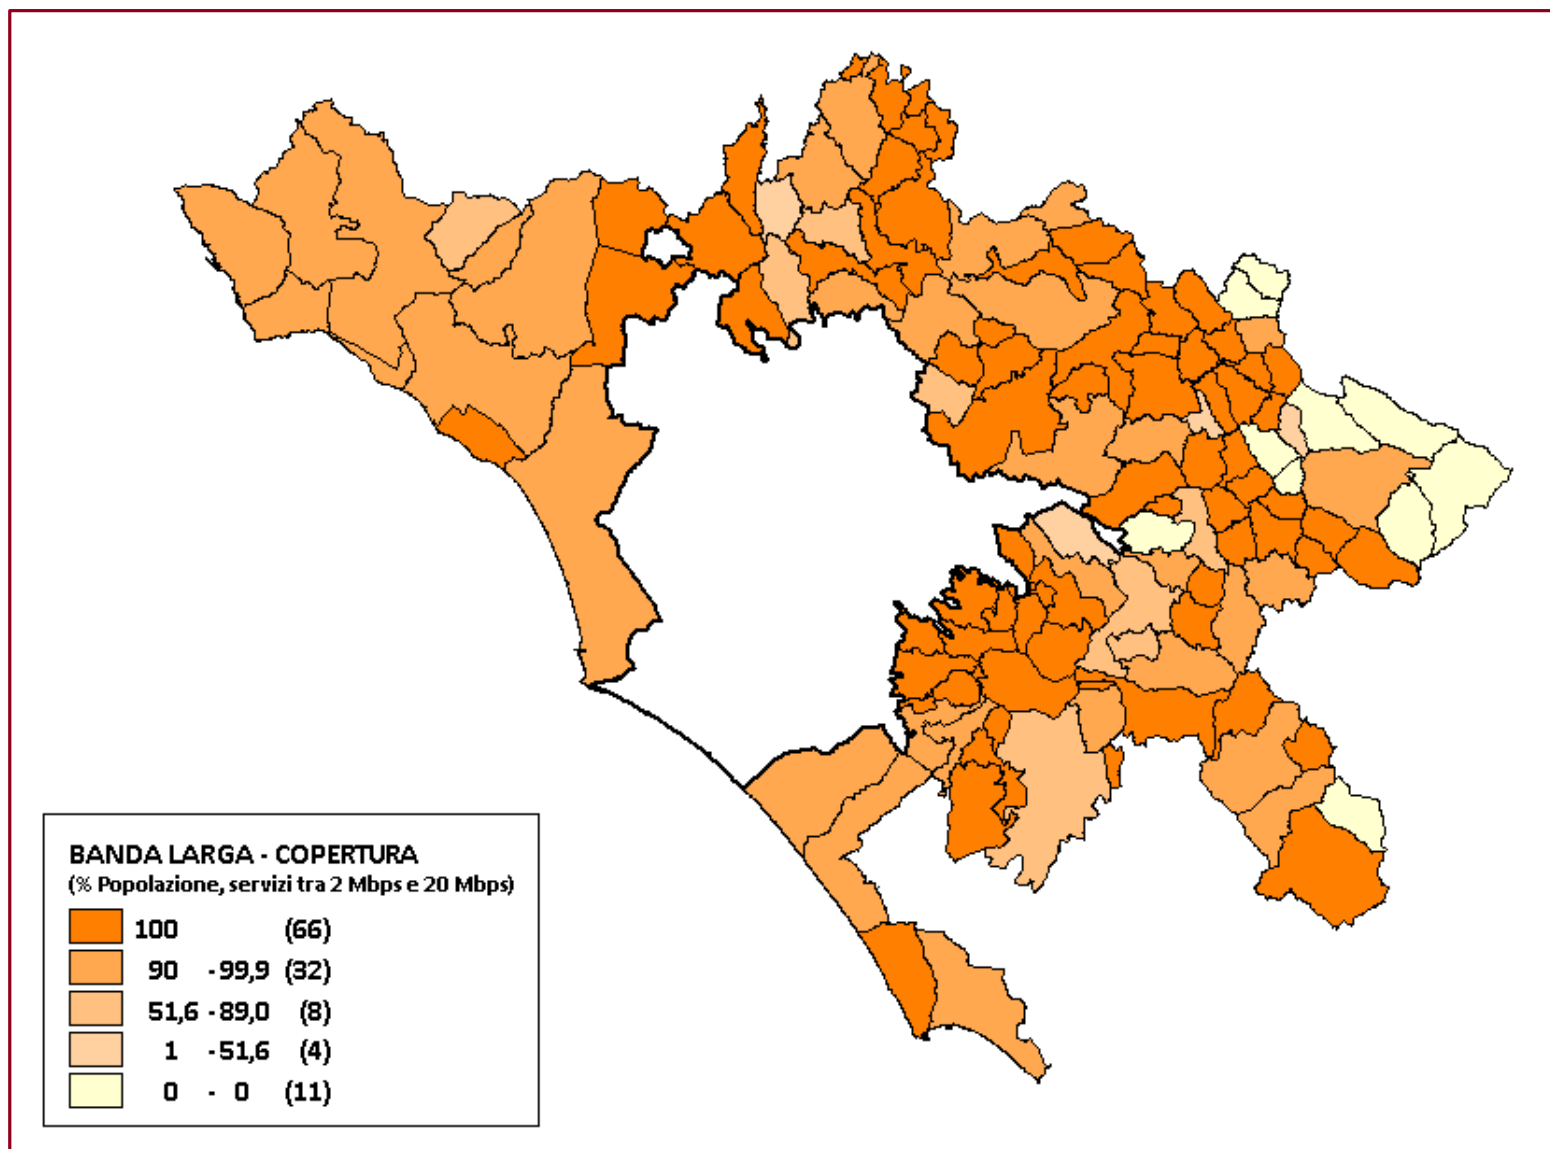 BANDA LARGA - COPERTURA
(% Popolazione, servizi tra 2 Mbps e 20 Mbps)
100 (66)
90 - 99,9 (32)
51,6 - 89,0 (8)
1 - 51,6 (4)
0 - 0 (11)